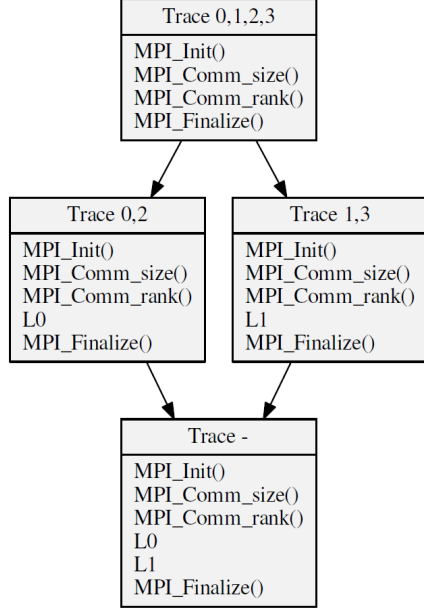 Trace 0,1,2,3
MPI_Init()
MPI_Comm_size()
MPI_Comm_rank()
MPI_Finalize()
Trace 0,2
MPI_Init()
MPI_Comm_size()
MPI_Comm_rank()
L0
MPI_Finalize()
Trace 1,3
MPI_Init()
MPI_Comm_size()
MPI_Comm_rank()
L1
MPI_Finalize()
Trace -
MPI_Init()
MPI_Comm_size()
MPI_Comm_rank()
L0
L1
MPI_Finalize()